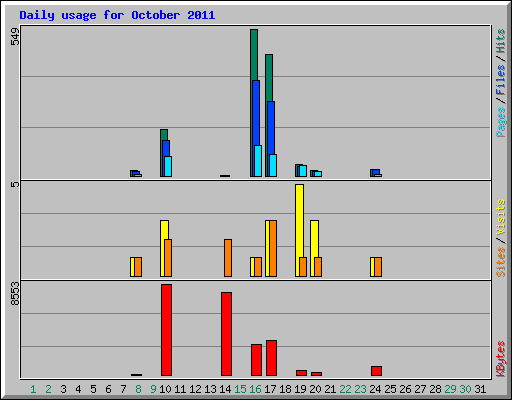 Daily usage for October 2011
549
Pages / Files / Hits
5
Sites / Visits
8553
KBytes
1 2 3 4 5 6 7 8 9 10 11 12 13 14 15 16 17 18 19 20 21 22 23 24 25 26 27 28 29 30 31